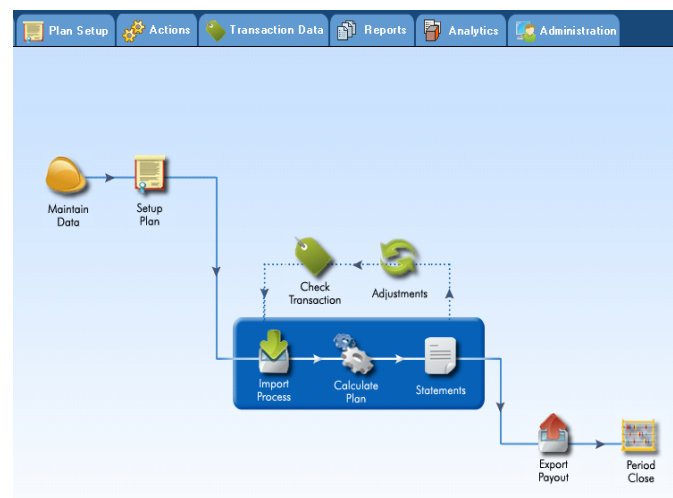 Plan Setup
Actions
Transaction Data
Reports
Analytics
Administration
Maintain
Data
Setup
Plan
Check
Transaction
Adjustments
Import
Process
Calculate
Plan
Statements
Export
Payout
Period
Close